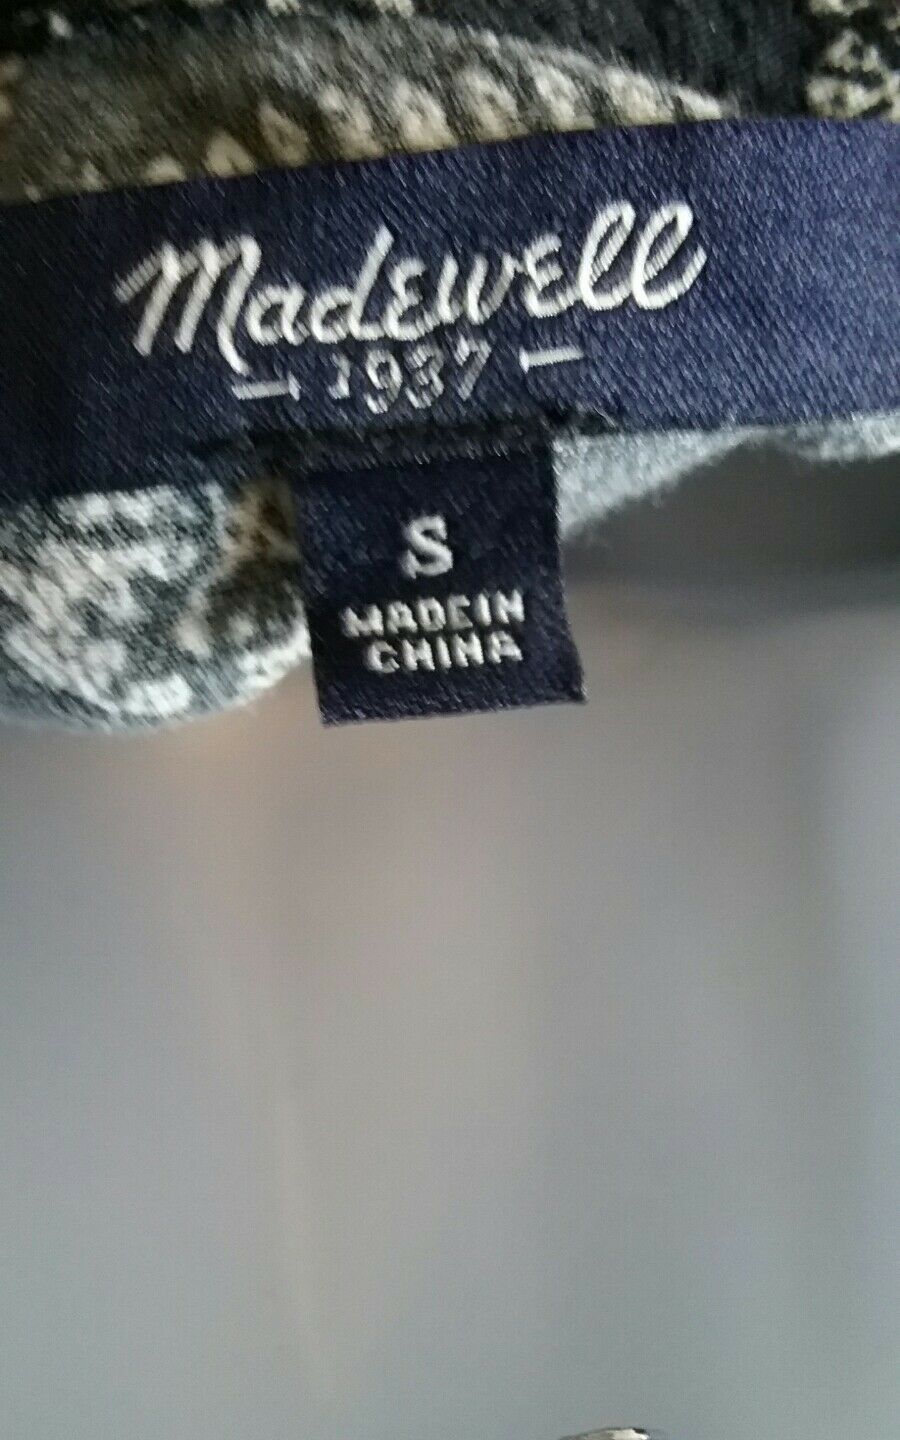 Madewell
- 1937 -
S
MADE IN
CHINA